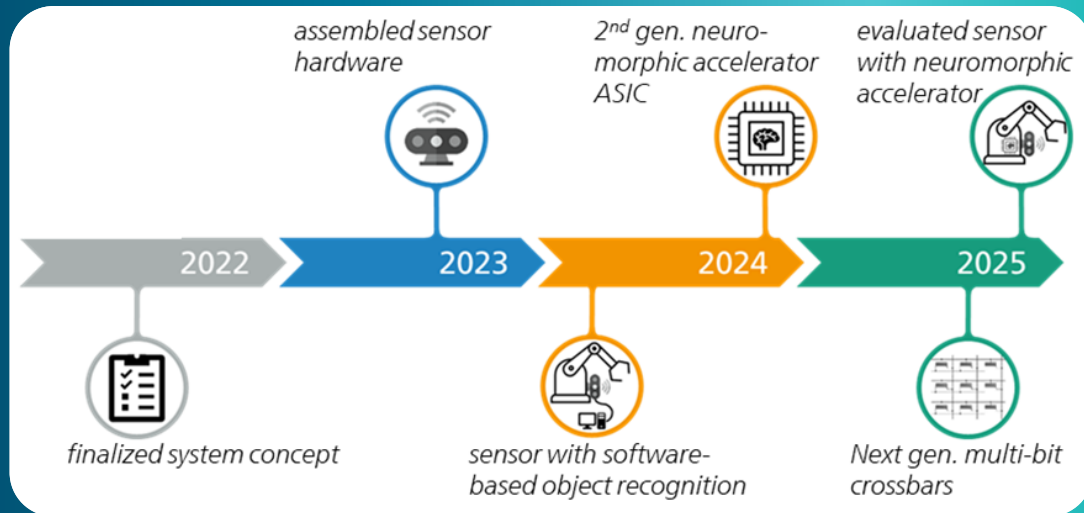 assembled sensor
hardware
2nd gen. neuro-
morphic accelerator
ASIC
evaluated sensor
with neuromorphic
accelerator
2022
2023
2024
2025
finalized system concept
sensor with software-
based object recognition
Next gen. multi-bit
crossbars